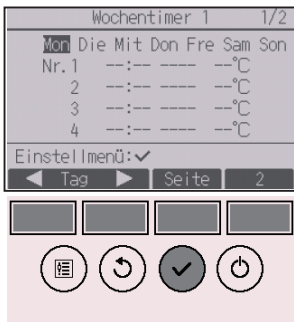 Wochentimer 1 1/2
Mon Die Mit Don Fre Sam Son
Nr. 1 --:-- ---- --°C
2 --:-- ---- --°C
3 --:-- ---- --°C
4 --:-- ---- --°C
Einstellmenü:✓
◀ Tag ▶ Seite 2